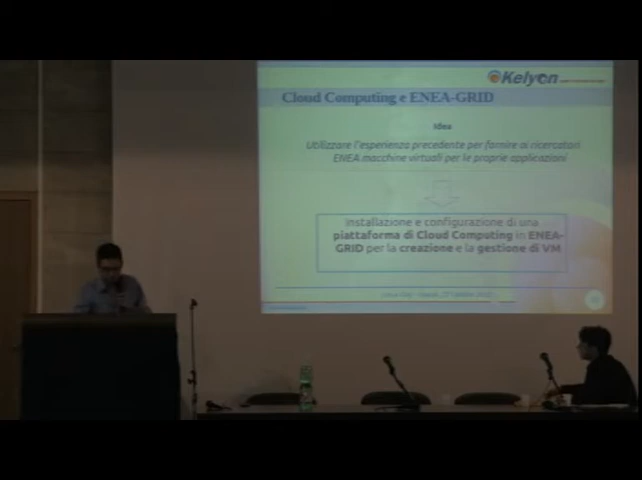 Kelyon
Cloud Computing e ENEA-GRID
Idea
Utilizzare l'esperienza precedente per fornire ai ricercatori
ENEA macchine virtuali per le proprie applicazioni
Installazione e configurazione di una
piattaforma di Cloud Computing in ENEA-
GRID per la creazione e la gestione di VM